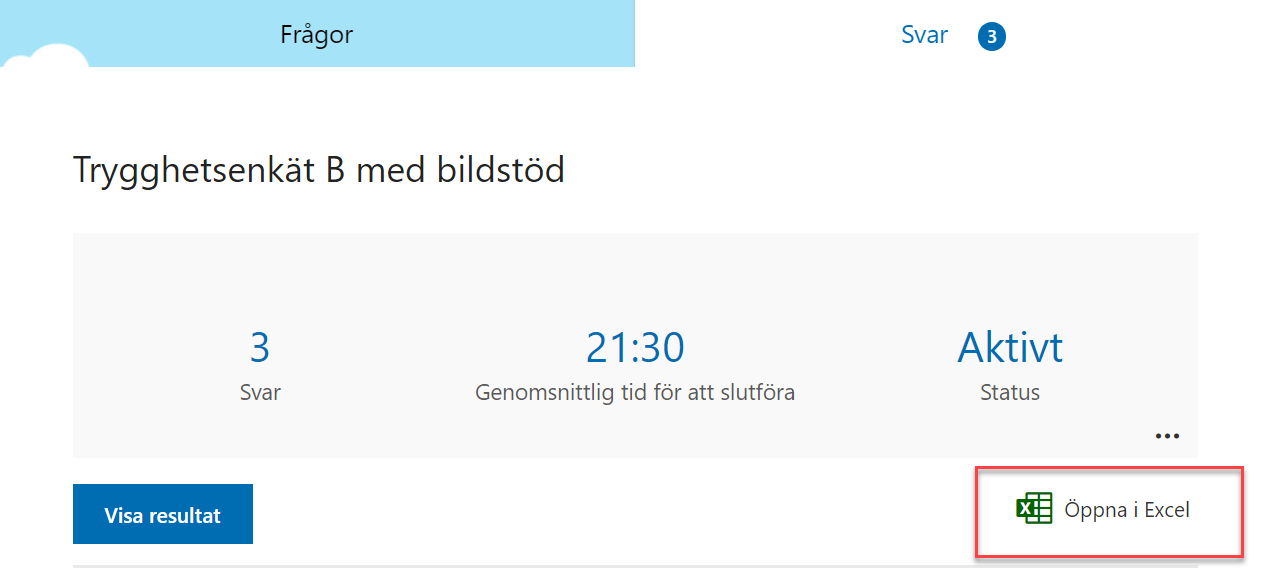 Frågor
Svar 3
Trygghetsenkät B med bildstöd
3 21:30 Aktivt
Svar Genomsnittlig tid för att slutföra Status
Visa resultat
Öppna i Excel